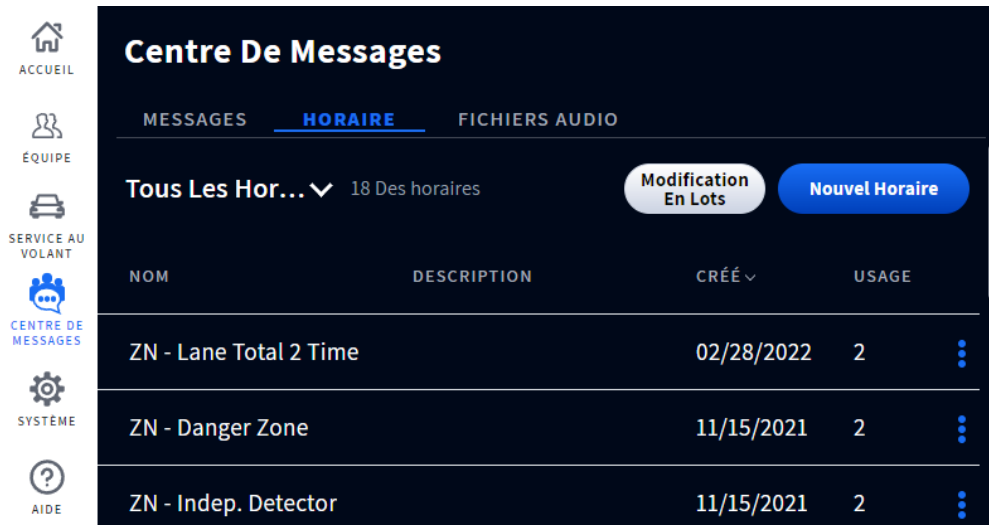 ACCUEIL
ÉQUIPE
SERVICE AU
VOLANT
CENTRE DE
MESSAGES
SYSTÈME
AIDE
Centre De Messages
MESSAGES HORAIRE FICHIERS AUDIO
Tous Les Hor... 18 Des horaires
Modification
En Lots
Nouvel Horaire
NOM DESCRIPTION CRÉÉ USAGE
ZN - Lane Total 2 Time 02/28/2022 2
ZN - Danger Zone 11/15/2021 2
ZN - Indep. Detector 11/15/2021 2